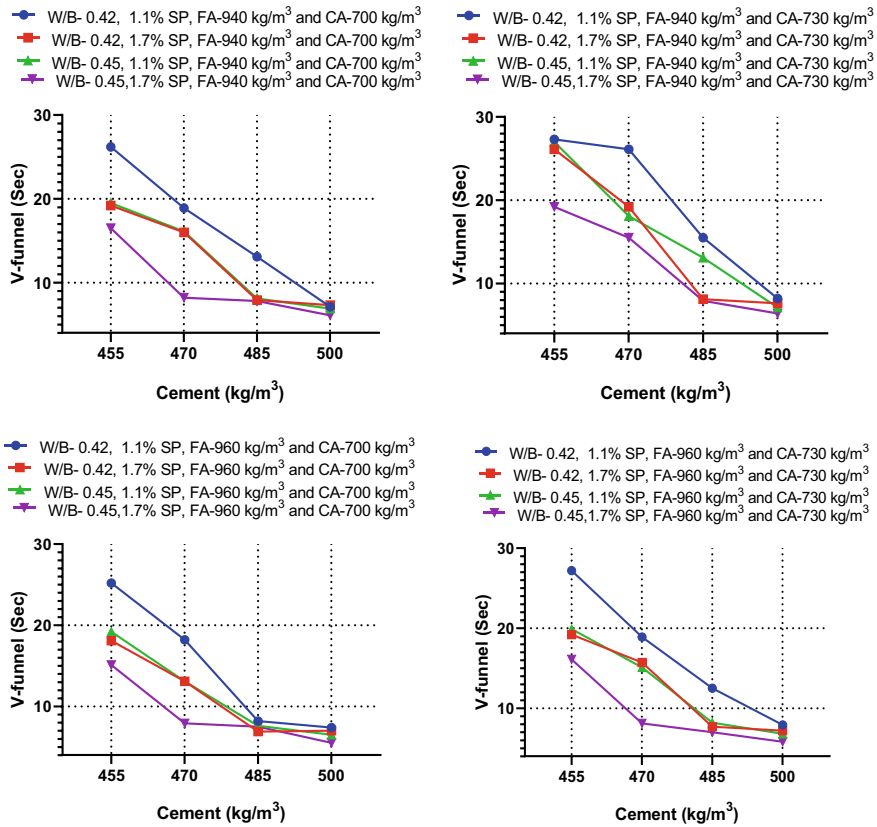 W/B- 0.42, 1.1% SP, FA-940 kg/m³ and CA-700 kg/m³
W/B- 0.42, 1.7% SP, FA-940 kg/m³ and CA-700 kg/m³
W/B- 0.45, 1.1% SP, FA-940 kg/m³ and CA-700 kg/m³
W/B- 0.45,1.7% SP, FA-940 kg/m³ and CA-700 kg/m³
30
20
10
V-funnel (Sec)
455 470 485 500
Cement (kg/m³)
W/B- 0.42, 1.1% SP, FA-940 kg/m³ and CA-730 kg/m³
W/B- 0.42, 1.7% SP, FA-940 kg/m³ and CA-730 kg/m³
W/B- 0.45, 1.1% SP, FA-940 kg/m³ and CA-730 kg/m³
W/B- 0.45,1.7% SP, FA-940 kg/m³ and CA-730 kg/m³
30
20
10
V-funnel (Sec)
455 470 485 500
Cement (kg/m³)
W/B- 0.42, 1.1% SP, FA-960 kg/m³ and CA-700 kg/m³
W/B- 0.42, 1.7% SP, FA-960 kg/m³ and CA-700 kg/m³
W/B- 0.45, 1.1% SP, FA-960 kg/m³ and CA-700 kg/m³
W/B- 0.45,1.7% SP, FA-960 kg/m³ and CA-700 kg/m³
30
20
10
V-funnel (Sec)
455 470 485 500
Cement (kg/m³)
W/B- 0.42, 1.1% SP, FA-960 kg/m³ and CA-730 kg/m³
W/B- 0.42, 1.7% SP, FA-960 kg/m³ and CA-730 kg/m³
W/B- 0.45, 1.1% SP, FA-960 kg/m³ and CA-730 kg/m³
W/B- 0.45,1.7% SP, FA-960 kg/m³ and CA-730 kg/m³
30
20
10
V-funnel (Sec)
455 470 485 500
Cement (kg/m³)